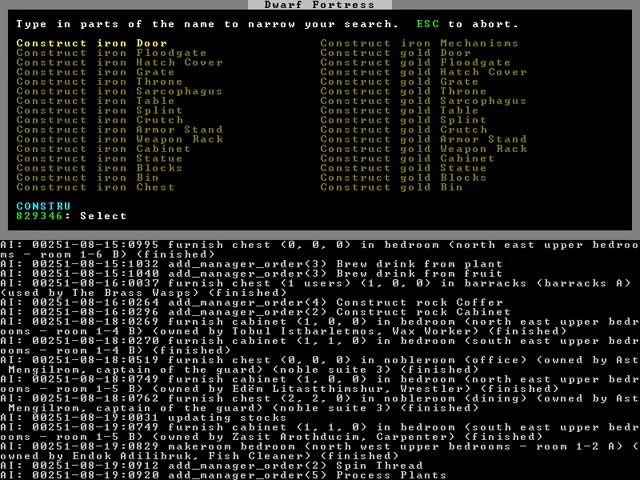 Dwarf Fortress
Type in parts of the name to narrow your search.  ESC to abort.
Construct iron Door Construct iron Mechanisms
Construct iron Floodgate Construct gold Door
Construct iron Hatch Cover Construct gold Floodgate
Construct iron Grate Construct gold Hatch Cover
Construct iron Throne Construct gold Grate
Construct iron Sarcophagus Construct gold Throne
Construct iron Table Construct gold Sarcophagus
Construct iron Splint Construct gold Table
Construct iron Crutch Construct gold Splint
Construct iron Armor Stand Construct gold Crutch
Construct iron Weapon Rack Construct gold Armor Stand
Construct iron Cabinet Construct gold Weapon Rack
Construct iron Statue Construct gold Cabinet
Construct iron Blocks Construct gold Statue
Construct iron Bin Construct gold Blocks
Construct iron Chest Construct gold Bin
CONSTRU
829346: Select
AI: 00251-08-15:0995 furnish chest (0, 0, 0) in bedroom (north east upper bedroo
ms - room 1-6 B) (finished)
AI: 00251-08-15:1032 add_manager_order(3) Brew drink from plant
AI: 00251-08-15:1040 add_manager_order(3) Brew drink from fruit
AI: 00251-08-16:0037 furnish chest (1 users) (1, 0, 0) in barracks (barracks A)
(used by The Brass Wasps) (finished)
AI: 00251-08-16:0264 add_manager_order(4) Construct rock Coffer
AI: 00251-08-16:0296 add_manager_order(2) Construct rock Cabinet
AI: 00251-08-18:0269 furnish cabinet (1, 0, 0) in bedroom (north east upper bedr
ooms - room 1-4 B) (owned by Tobul Istbarletmos, Wax Worker) (finished)
AI: 00251-08-18:0270 furnish cabinet (1, 1, 0) in bedroom (south east upper bedr
ooms - room 1-4 B) (finished)
AI: 00251-08-18:0519 furnish chest (0, 0, 0) in nobleroom (office) (owned by Ast
Mengilrom, captain of the guard) (noble suite 3) (finished)
AI: 00251-08-18:0749 furnish cabinet (1, 0, 0) in bedroom (north east upper bedr
ooms - room 1-5 B) (owned by Edëm Litastthimshur, Wrestler) (finished)
AI: 00251-08-18:0762 furnish chest (2, 2, 0) in nobleroom (dining) (owned by Ast
Mengilrom, captain of the guard) (noble suite 3) (finished)
AI: 00251-08-19:0031 updating stocks
AI: 00251-08-19:0749 furnish cabinet (1, 1, 0) in bedroom (south east upper bedr
ooms - room 1-5 B) (owned by Zasit Arothducim, Carpenter) (finished)
AI: 00251-08-19:0829 makeroom bedroom (north west upper bedrooms - room 1-2 A) (
owned by Endok Adilibruk, Fish Cleaner) (finished)
AI: 00251-08-19:0912 add_manager_order(2) Spin Thread
AI: 00251-08-19:0920 add_manager_order(5) Process Plants